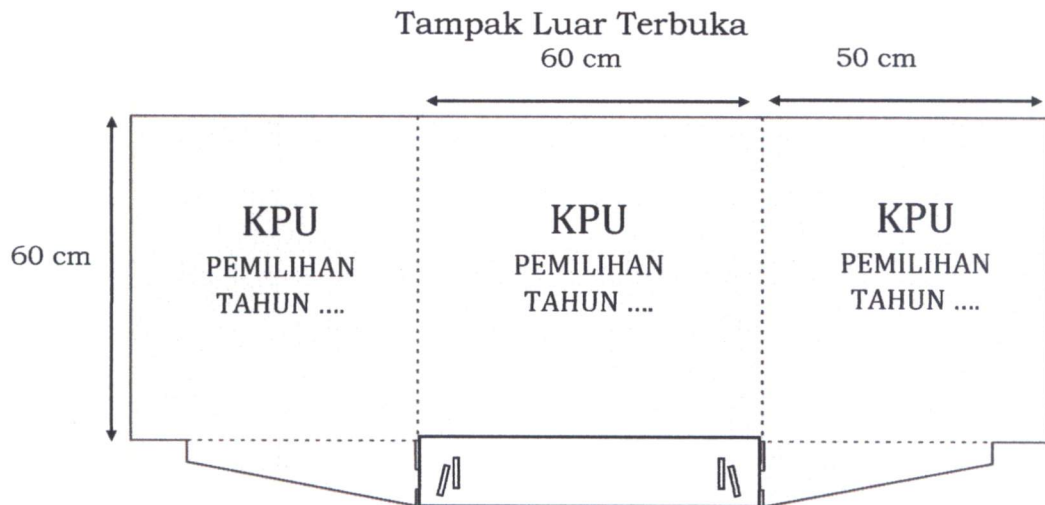 Tampak Luar Terbuka
60 cm
50 cm
60 cm
KPU
PEMILIHAN
TAHUN ....
KPU
PEMILIHAN
TAHUN ....
KPU
PEMILIHAN
TAHUN ....